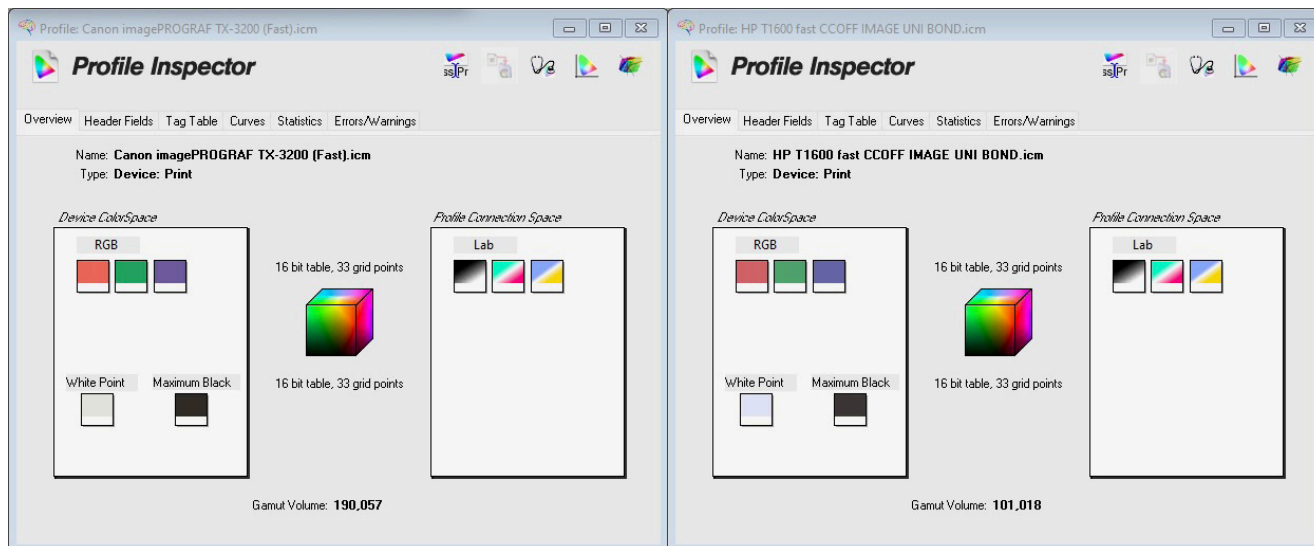 Profile: Canon imagePROGRAF TX-3200 (Fast).icm
Profile Inspector
Overview Header Fields Tag Table Curves Statistics Errors/Warnings
Name: Canon imagePROGRAF TX-3200 (Fast).icm
Type: Device: Print
Device ColorSpace
Profile Connection Space
RGB
Lab
16 bit table, 33 grid points
16 bit table, 33 grid points
White Point Maximum Black
Gamut Volume: 190,057
Profile: HP T1600 fast CCOFF IMAGE UNI BOND.icm
Profile Inspector
Overview Header Fields Tag Table Curves Statistics Errors/Warnings
Name: HP T1600 fast CCOFF IMAGE UNI BOND.icm
Type: Device: Print
Device ColorSpace
Profile Connection Space
RGB
Lab
16 bit table, 33 grid points
16 bit table, 33 grid points
White Point Maximum Black
Gamut Volume: 101,018